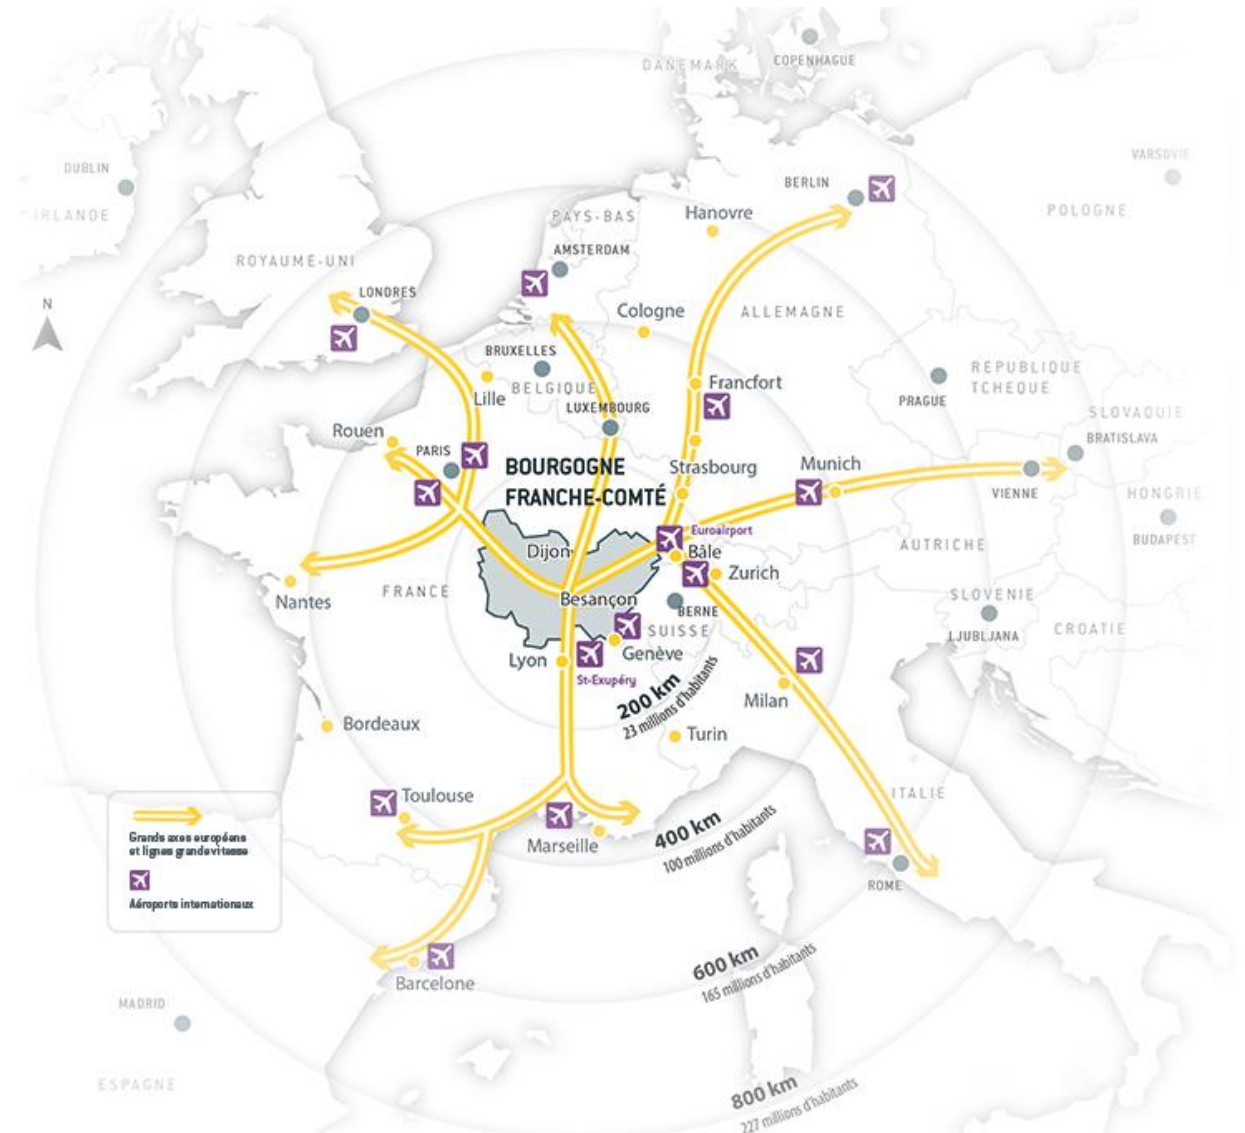 DANEMARK
COPENHAGUE
DUBLIN
IRLANDE
VARSOVIE
BERLIN
POLOGNE
PAYS-BAS
Hanovre
AMSTERDAM
ROYAUME-UNI
LONDRES
N
Cologne
ALLEMAGNE
BRUXELLES
BELGIQUE
Lille
LUXEMBOURG
Francfort
PRAGUE
REPUBLIQUE
TCHEQUE
SLOVAQUIE
BRATISLAVA
Rouen
PARIS
BOURGOGNE
FRANCHE-COMTÉ
Strasbourg
Munich
VIENNE
HONGRIE
BUDAPEST
Euroairport
Dijon
Bâle
Zurich
AUTRICHE
FRANCE
Nantes
Besançon
BERNE
SUISSE
SLOVENIE
LJUBLJANA
CROATIE
Lyon
Genève
St-Exupéry
200 km
23 millions d'habitants
Milan
Bordeaux
Turin
Toulouse
ITALIE
Grands axes européens
et lignes grande vitesse
Aéroports internationaux
Marseille
400 km
100 millions d'habitants
ROME
Barcelone
600 km
165 millions d'habitants
MADRID
ESPAGNE
800 km
227 millions d'habitants